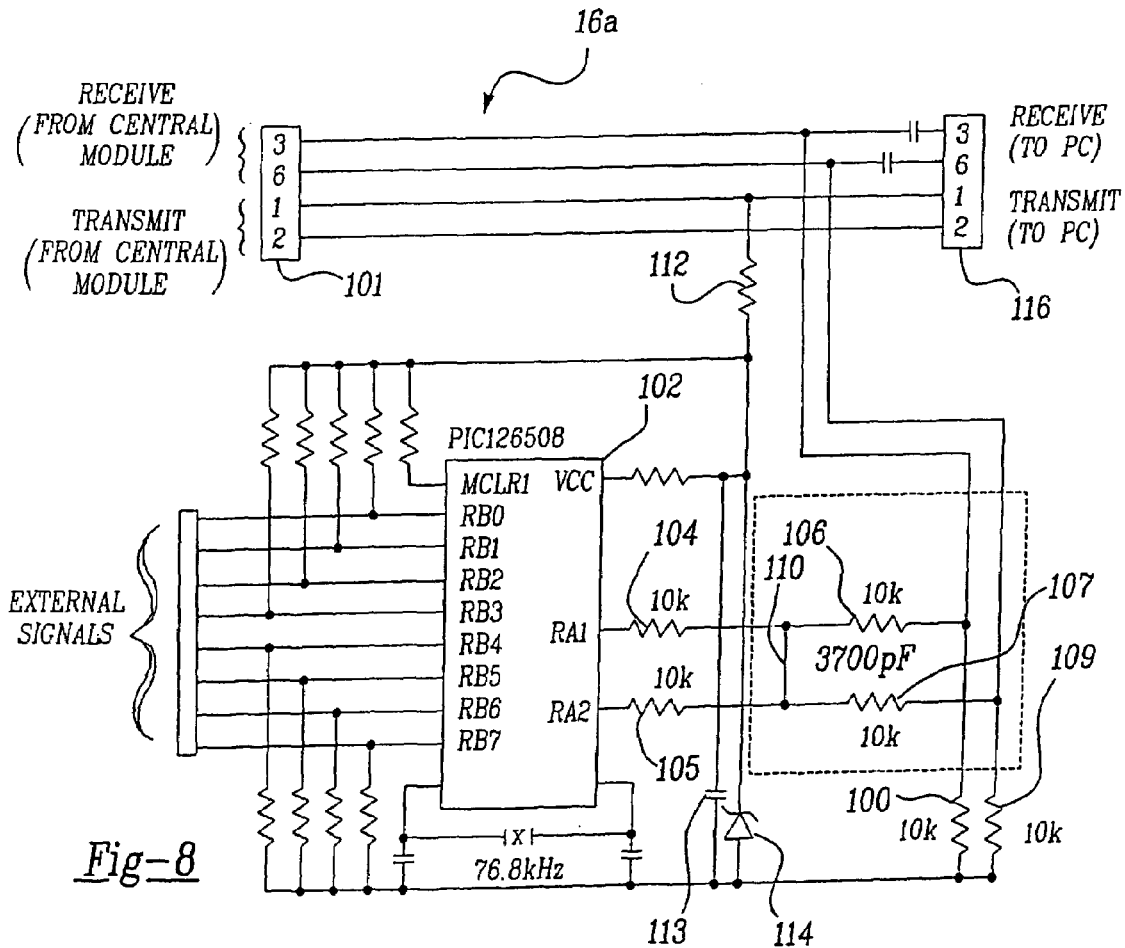 16a
RECEIVE
(FROM CENTRAL
MODULE)
3
6
1
2
TRANSMIT
(FROM CENTRAL
MODULE)
101
3
6
1
2
RECEIVE
(TO PC)
TRANSMIT
(TO PC)
116
112
102
PIC126508
MCLR1
VCC
RB0
RB1
RB2
RB3
RB4
RB5
RB6
RB7
RA1
RA2
EXTERNAL
SIGNALS
104
10k
10k
105
106
110
107
10k
3700pF
10k
109
100
10k
10k
X
76.8kHz
113
114
Fig-8